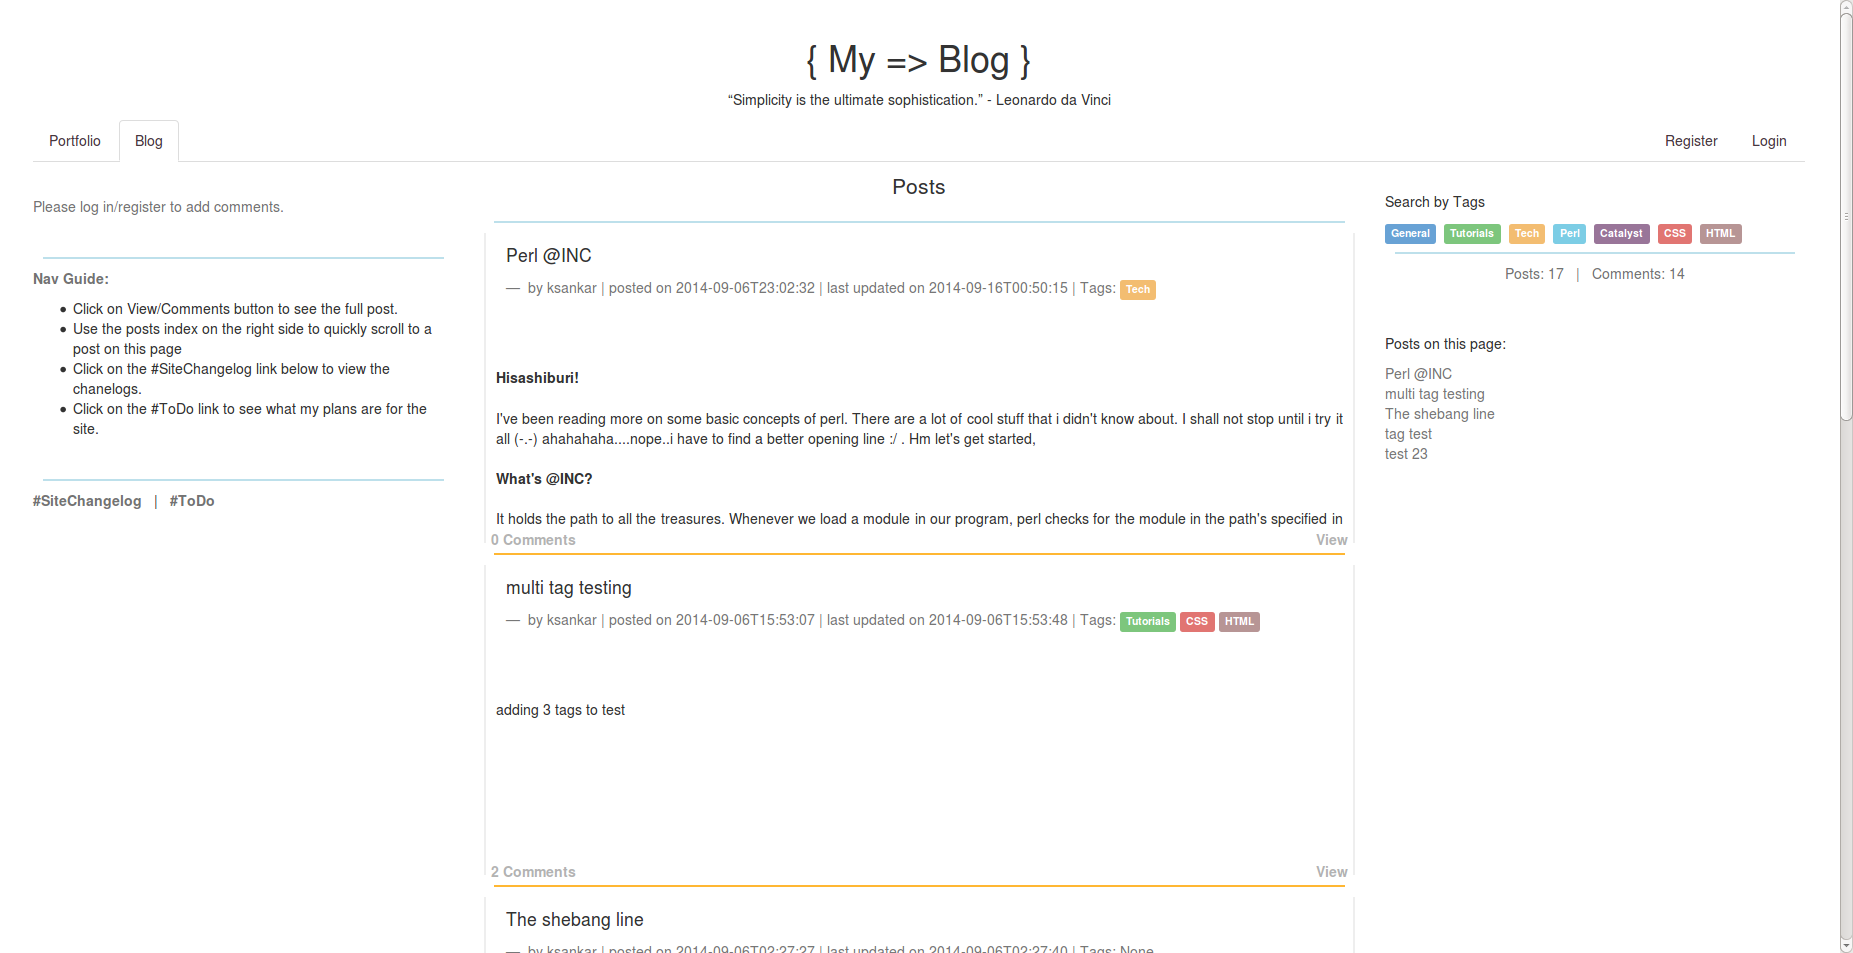 { My => Blog }
“Simplicity is the ultimate sophistication.” - Leonardo da Vinci
Portfolio
Blog
Register
Login
Please log in/register to add comments.
Nav Guide:
Click on View/Comments button to see the full post.
Use the posts index on the right side to quickly scroll to a
post on this page
Click on the #SiteChangelog link below to view the
chanelogs.
Click on the #ToDo link to see what my plans are for the
site.
#SiteChangelog | #ToDo
Posts
Perl @INC
— by ksankar | posted on 2014-09-06T23:02:32 | last updated on 2014-09-16T00:50:15 | Tags: Tech
Hisashiburi!
I've been reading more on some basic concepts of perl. There are a lot of cool stuff that i didn't know about. I shall not stop until i try it
all (-.-) ahahahaha....nope..i have to find a better opening line :/ . Hm let's get started,
What's @INC?
It holds the path to all the treasures. Whenever we load a module in our program, perl checks for the module in the path's specified in
0 Comments
View
multi tag testing
— by ksankar | posted on 2014-09-06T15:53:07 | last updated on 2014-09-06T15:53:48 | Tags: Tutorials CSS HTML
adding 3 tags to test
2 Comments
View
The shebang line
— by ksankar | posted on 2014-09-06T02:27:27 | last updated on 2014-09-06T02:27:40 | Tags: None
Search by Tags
General Tutorials Tech Perl Catalyst CSS HTML
Posts: 17 | Comments: 14
Posts on this page:
Perl @INC
multi tag testing
The shebang line
tag test
test 23